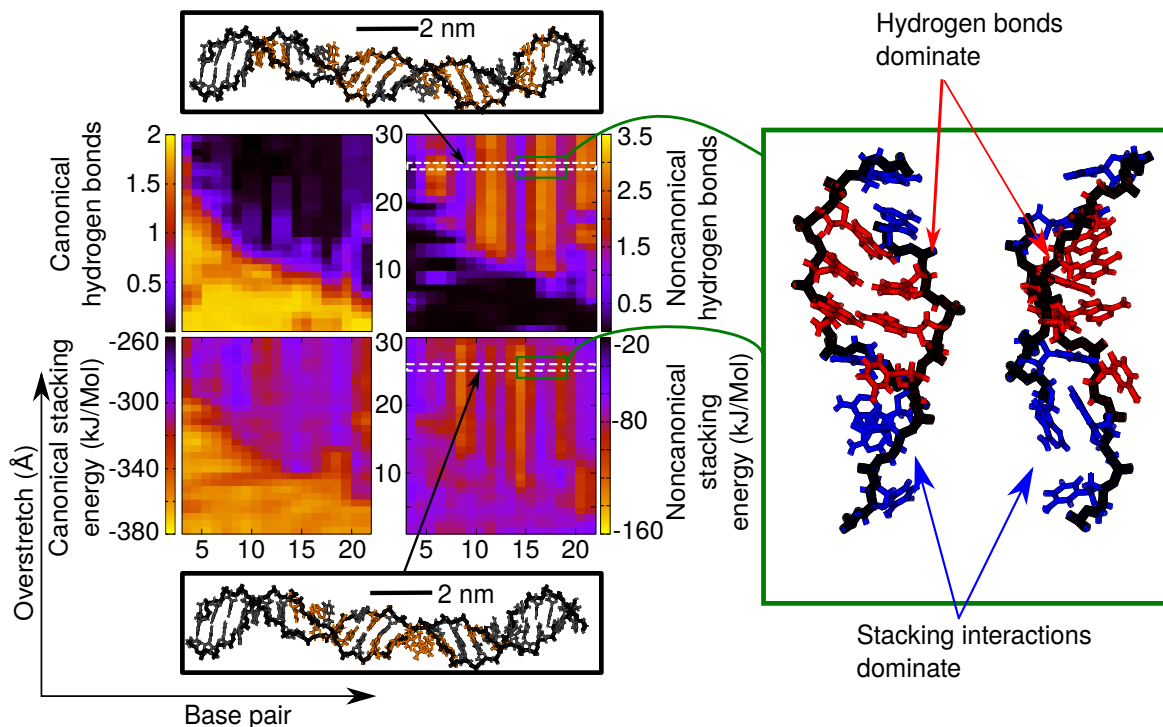 2 nm
Hydrogen bonds
dominate
Canonical
hydrogen bonds
2
1.5
1
0.5
30
20
10
3.5
2.5
1.5
0.5
Noncanonical
hydrogen bonds
Canonical stacking
energy (kJ/Mol)
-260
-300
-340
-380
30
20
10
-20
-80
-160
Noncanonical
stacking
energy (kJ/Mol)
5 10 15 20
5 10 15 20
Overstretch (Å)
2 nm
Base pair
Stacking interactions
dominate